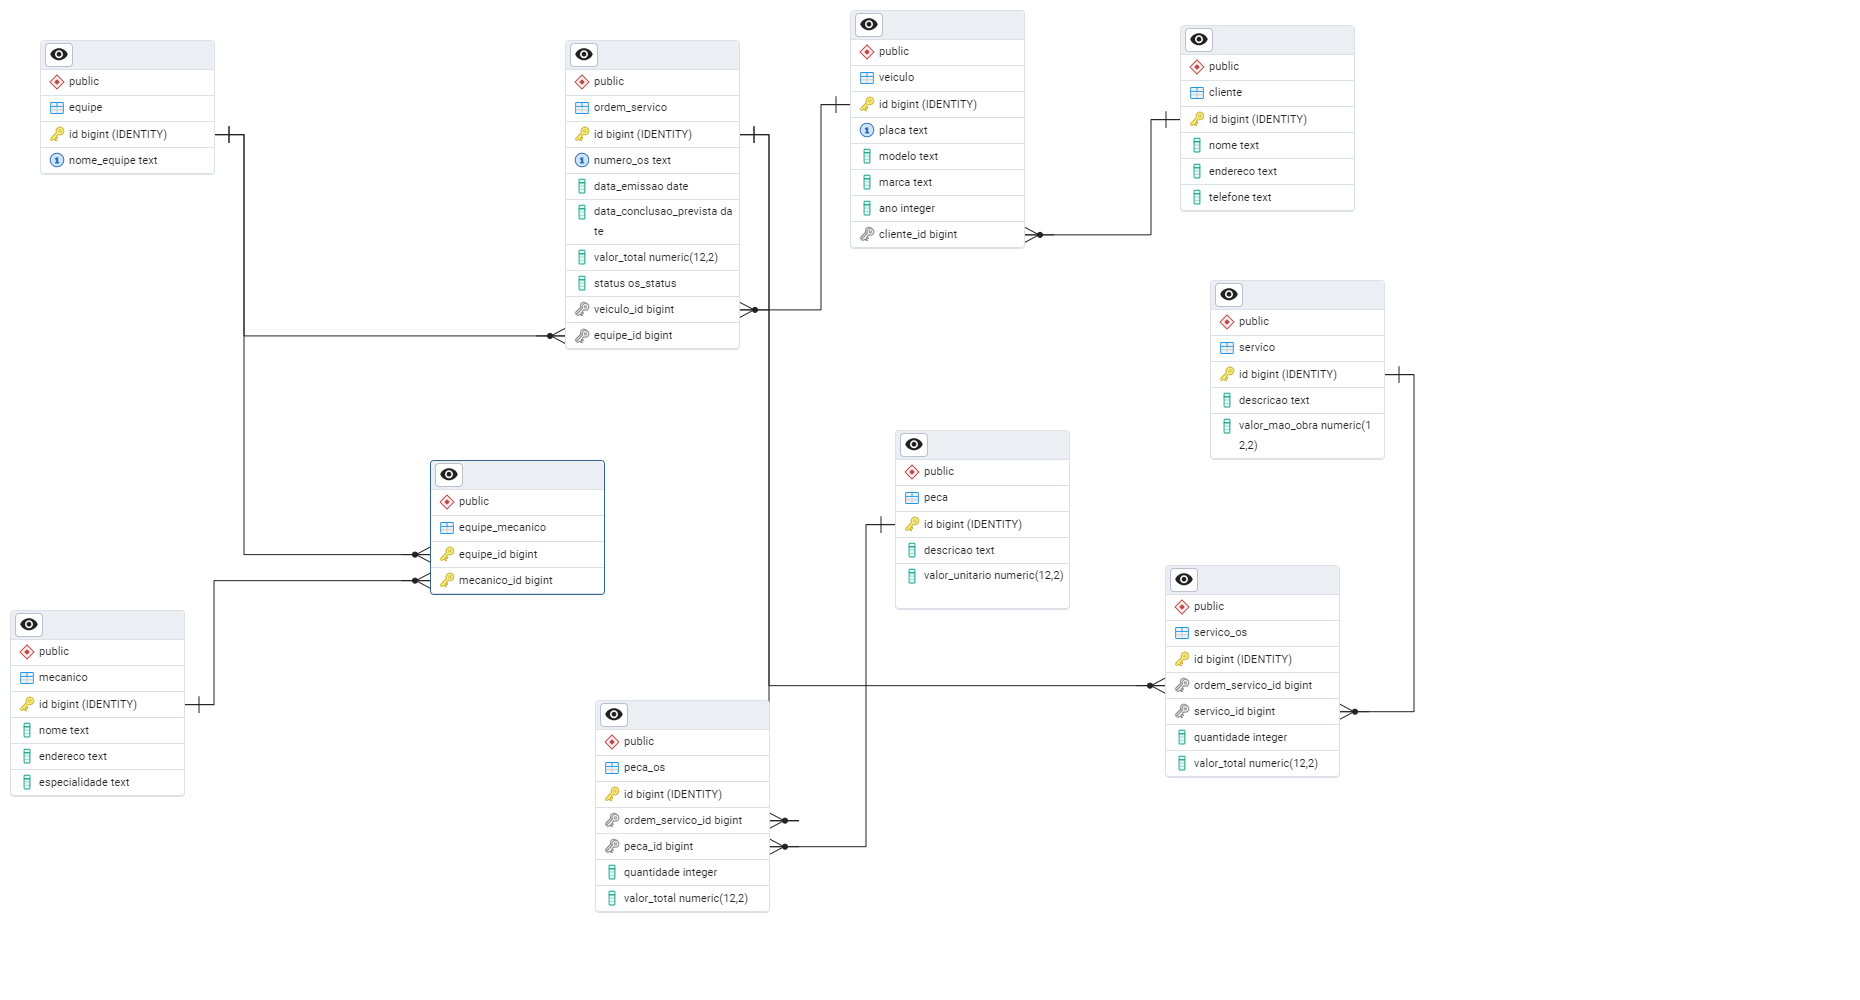 public
equipe
id bigint (IDENTITY)
nome_equipe text
public
ordem_servico
id bigint (IDENTITY)
numero_os text
data_emissao date
data_conclusao_prevista da
te
valor_total numeric(12,2)
status os_status
veiculo_id bigint
equipe_id bigint
public
veiculo
id bigint (IDENTITY)
placa text
modelo text
marca text
ano integer
cliente_id bigint
public
cliente
id bigint (IDENTITY)
nome text
endereco text
telefone text
public
servico
id bigint (IDENTITY)
descricao text
valor_mao_obra numeric(1
2,2)
public
equipe_mecanico
equipe_id bigint
mecanico_id bigint
public
peca
id bigint (IDENTITY)
descricao text
valor_unitario numeric(12,2)
public
servico_os
id bigint (IDENTITY)
ordem_servico_id bigint
servico_id bigint
quantidade integer
valor_total numeric(12,2)
public
mecanico
id bigint (IDENTITY)
nome text
endereco text
especialidade text
public
peca_os
id bigint (IDENTITY)
ordem_servico_id bigint
peca_id bigint
quantidade integer
valor_total numeric(12,2)